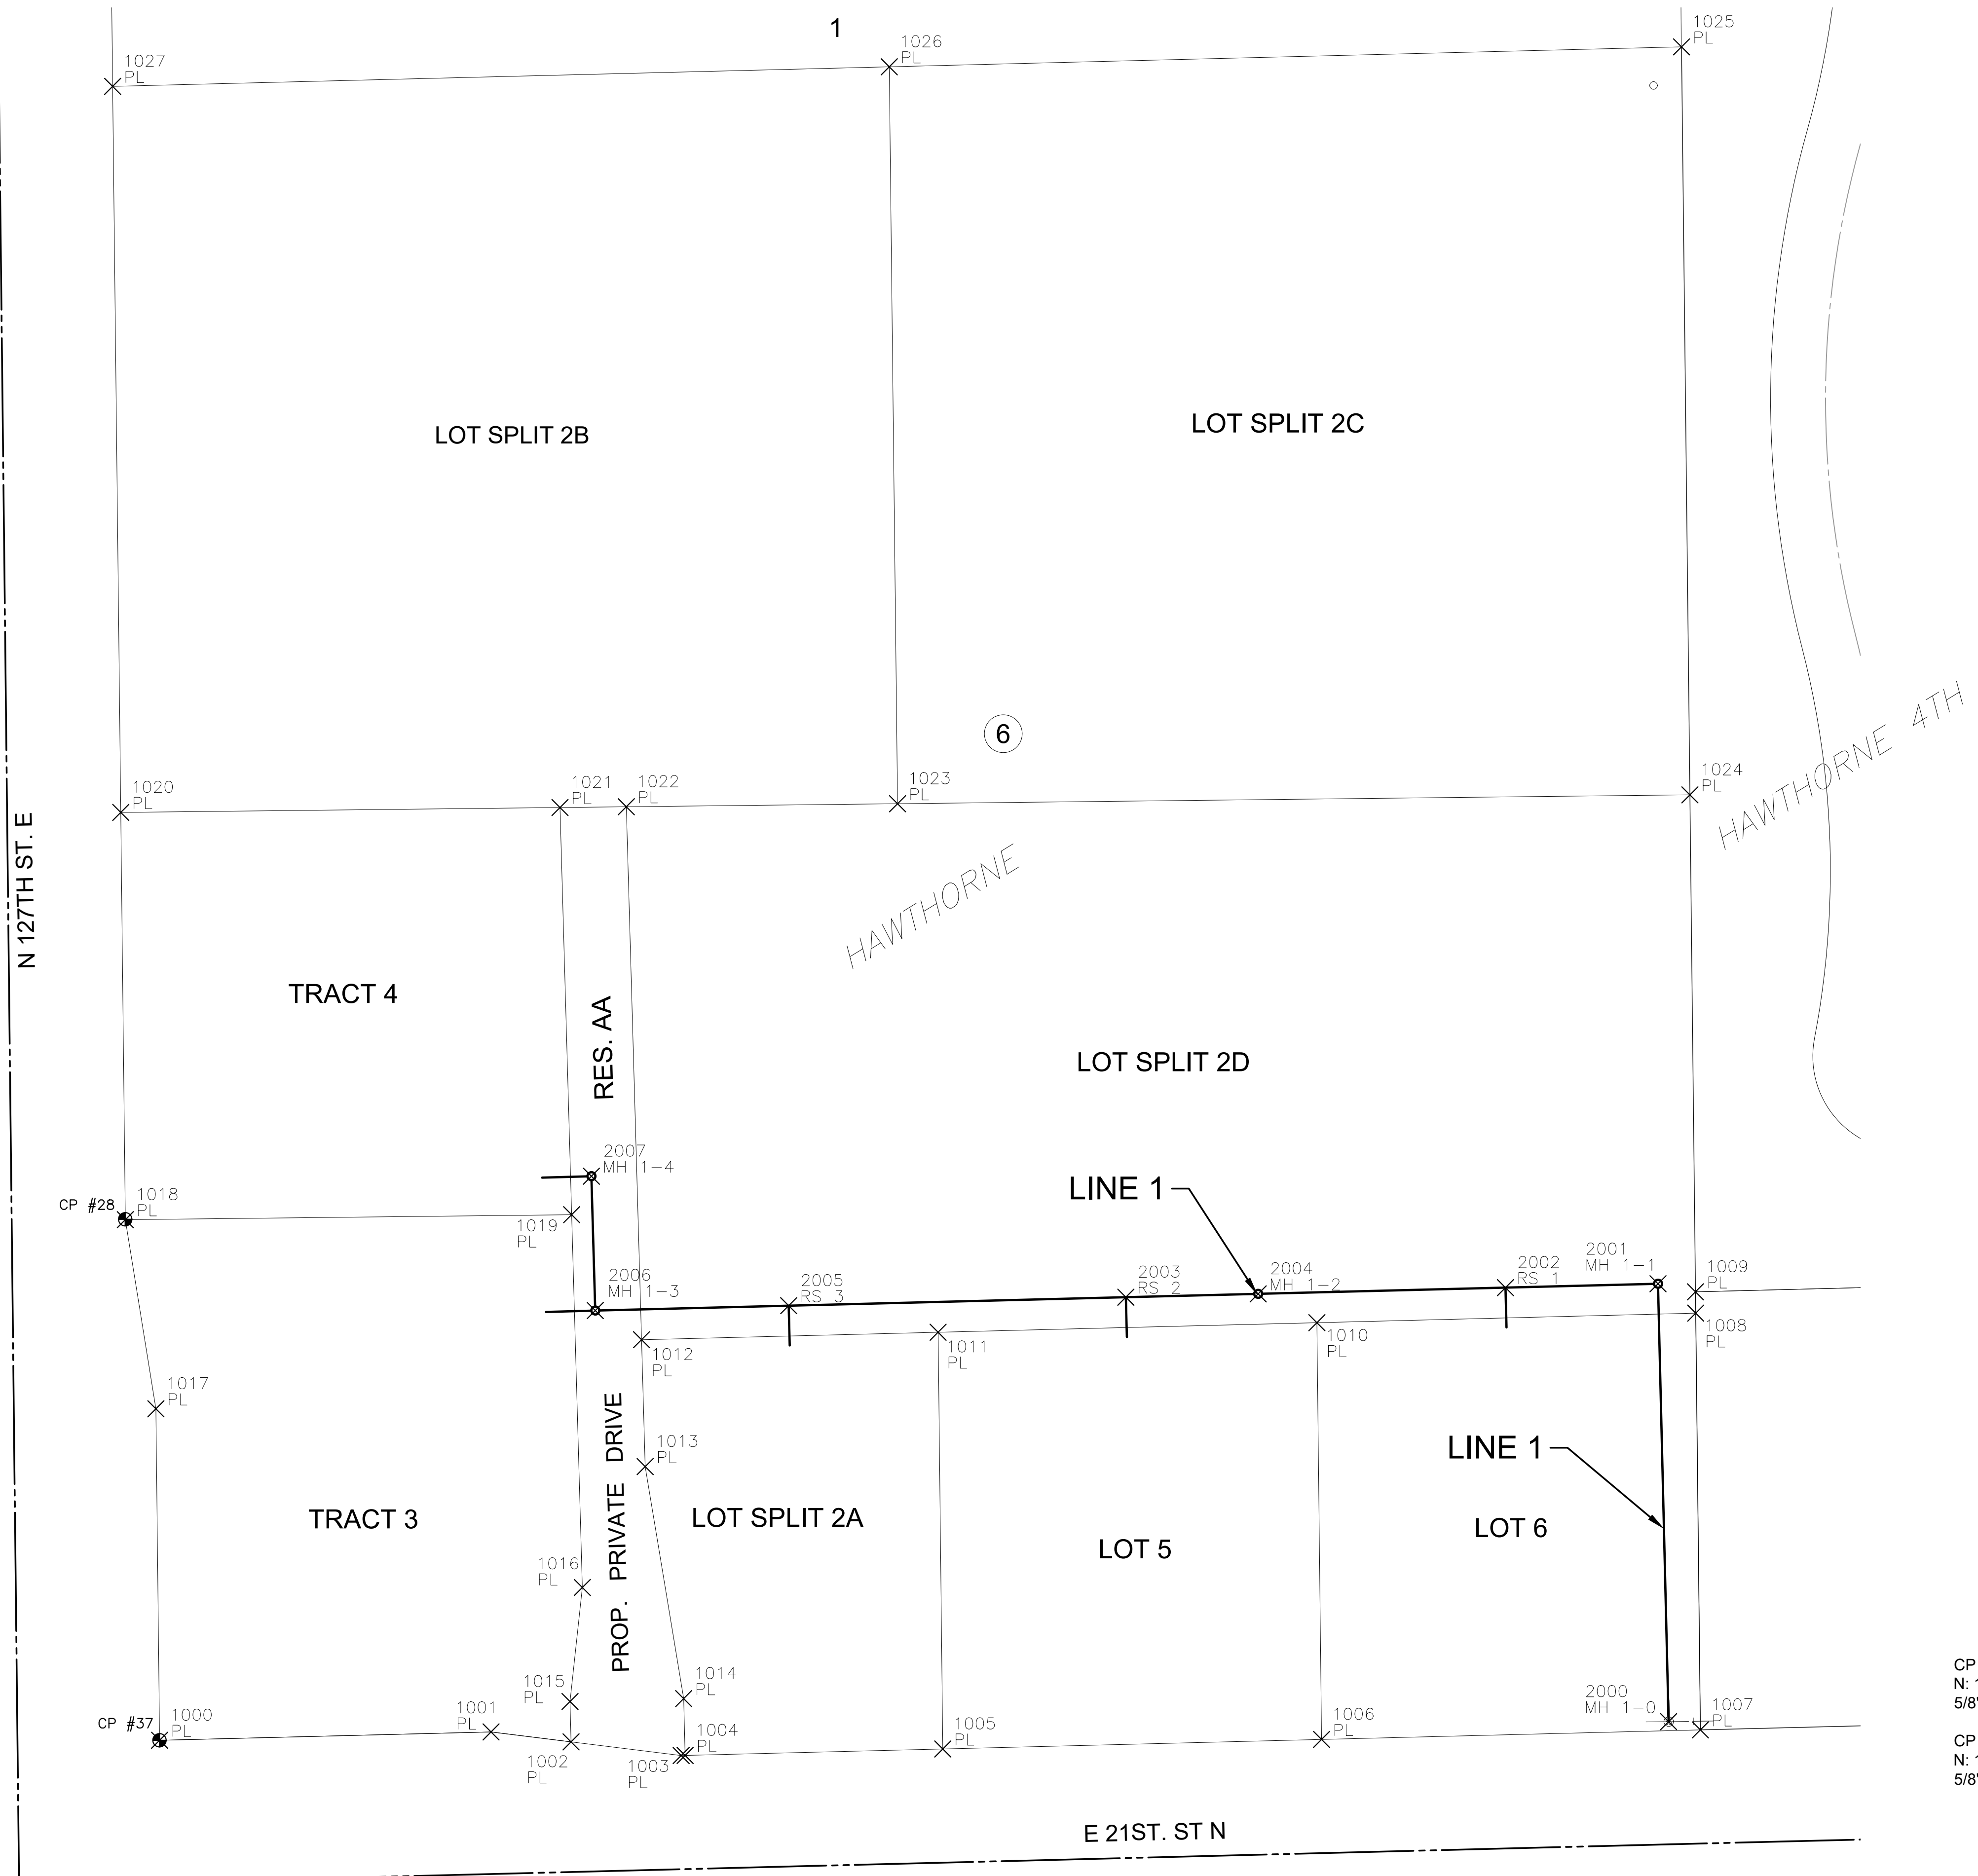 1
1025
PL
1026
PL
1027
PL
LOT SPLIT 2B
LOT SPLIT 2C
HAWTHORNE 4TH
6
1020
PL
1021
PL
1022
PL
1023
PL
1024
PL
N 127TH ST. E
HAWTHORNE
TRACT 4
RES. AA
LOT SPLIT 2D
2007
MH 1-4
LINE 1
CP #28
1018
PL
1019
PL
2006
MH 1-3
2005
RS 3
2003
RS 2
2004
MH 1-2
2002
RS 1
2001
MH 1-1
1009
PL
1008
PL
1012
PL
1011
PL
1010
PL
1017
PL
1013
PL
PROP. PRIVATE DRIVE
LINE 1
TRACT 3
LOT SPLIT 2A
LOT 5
LOT 6
1016
PL
1015
PL
1014
PL
CP #37
1000
PL
1001
PL
1002
PL
1003
PL
1004
PL
1005
PL
1006
PL
2000
MH 1-0
1007
PL
CP
N: 1
5/8"
CP
N: 1
5/8"
E 21ST. ST N